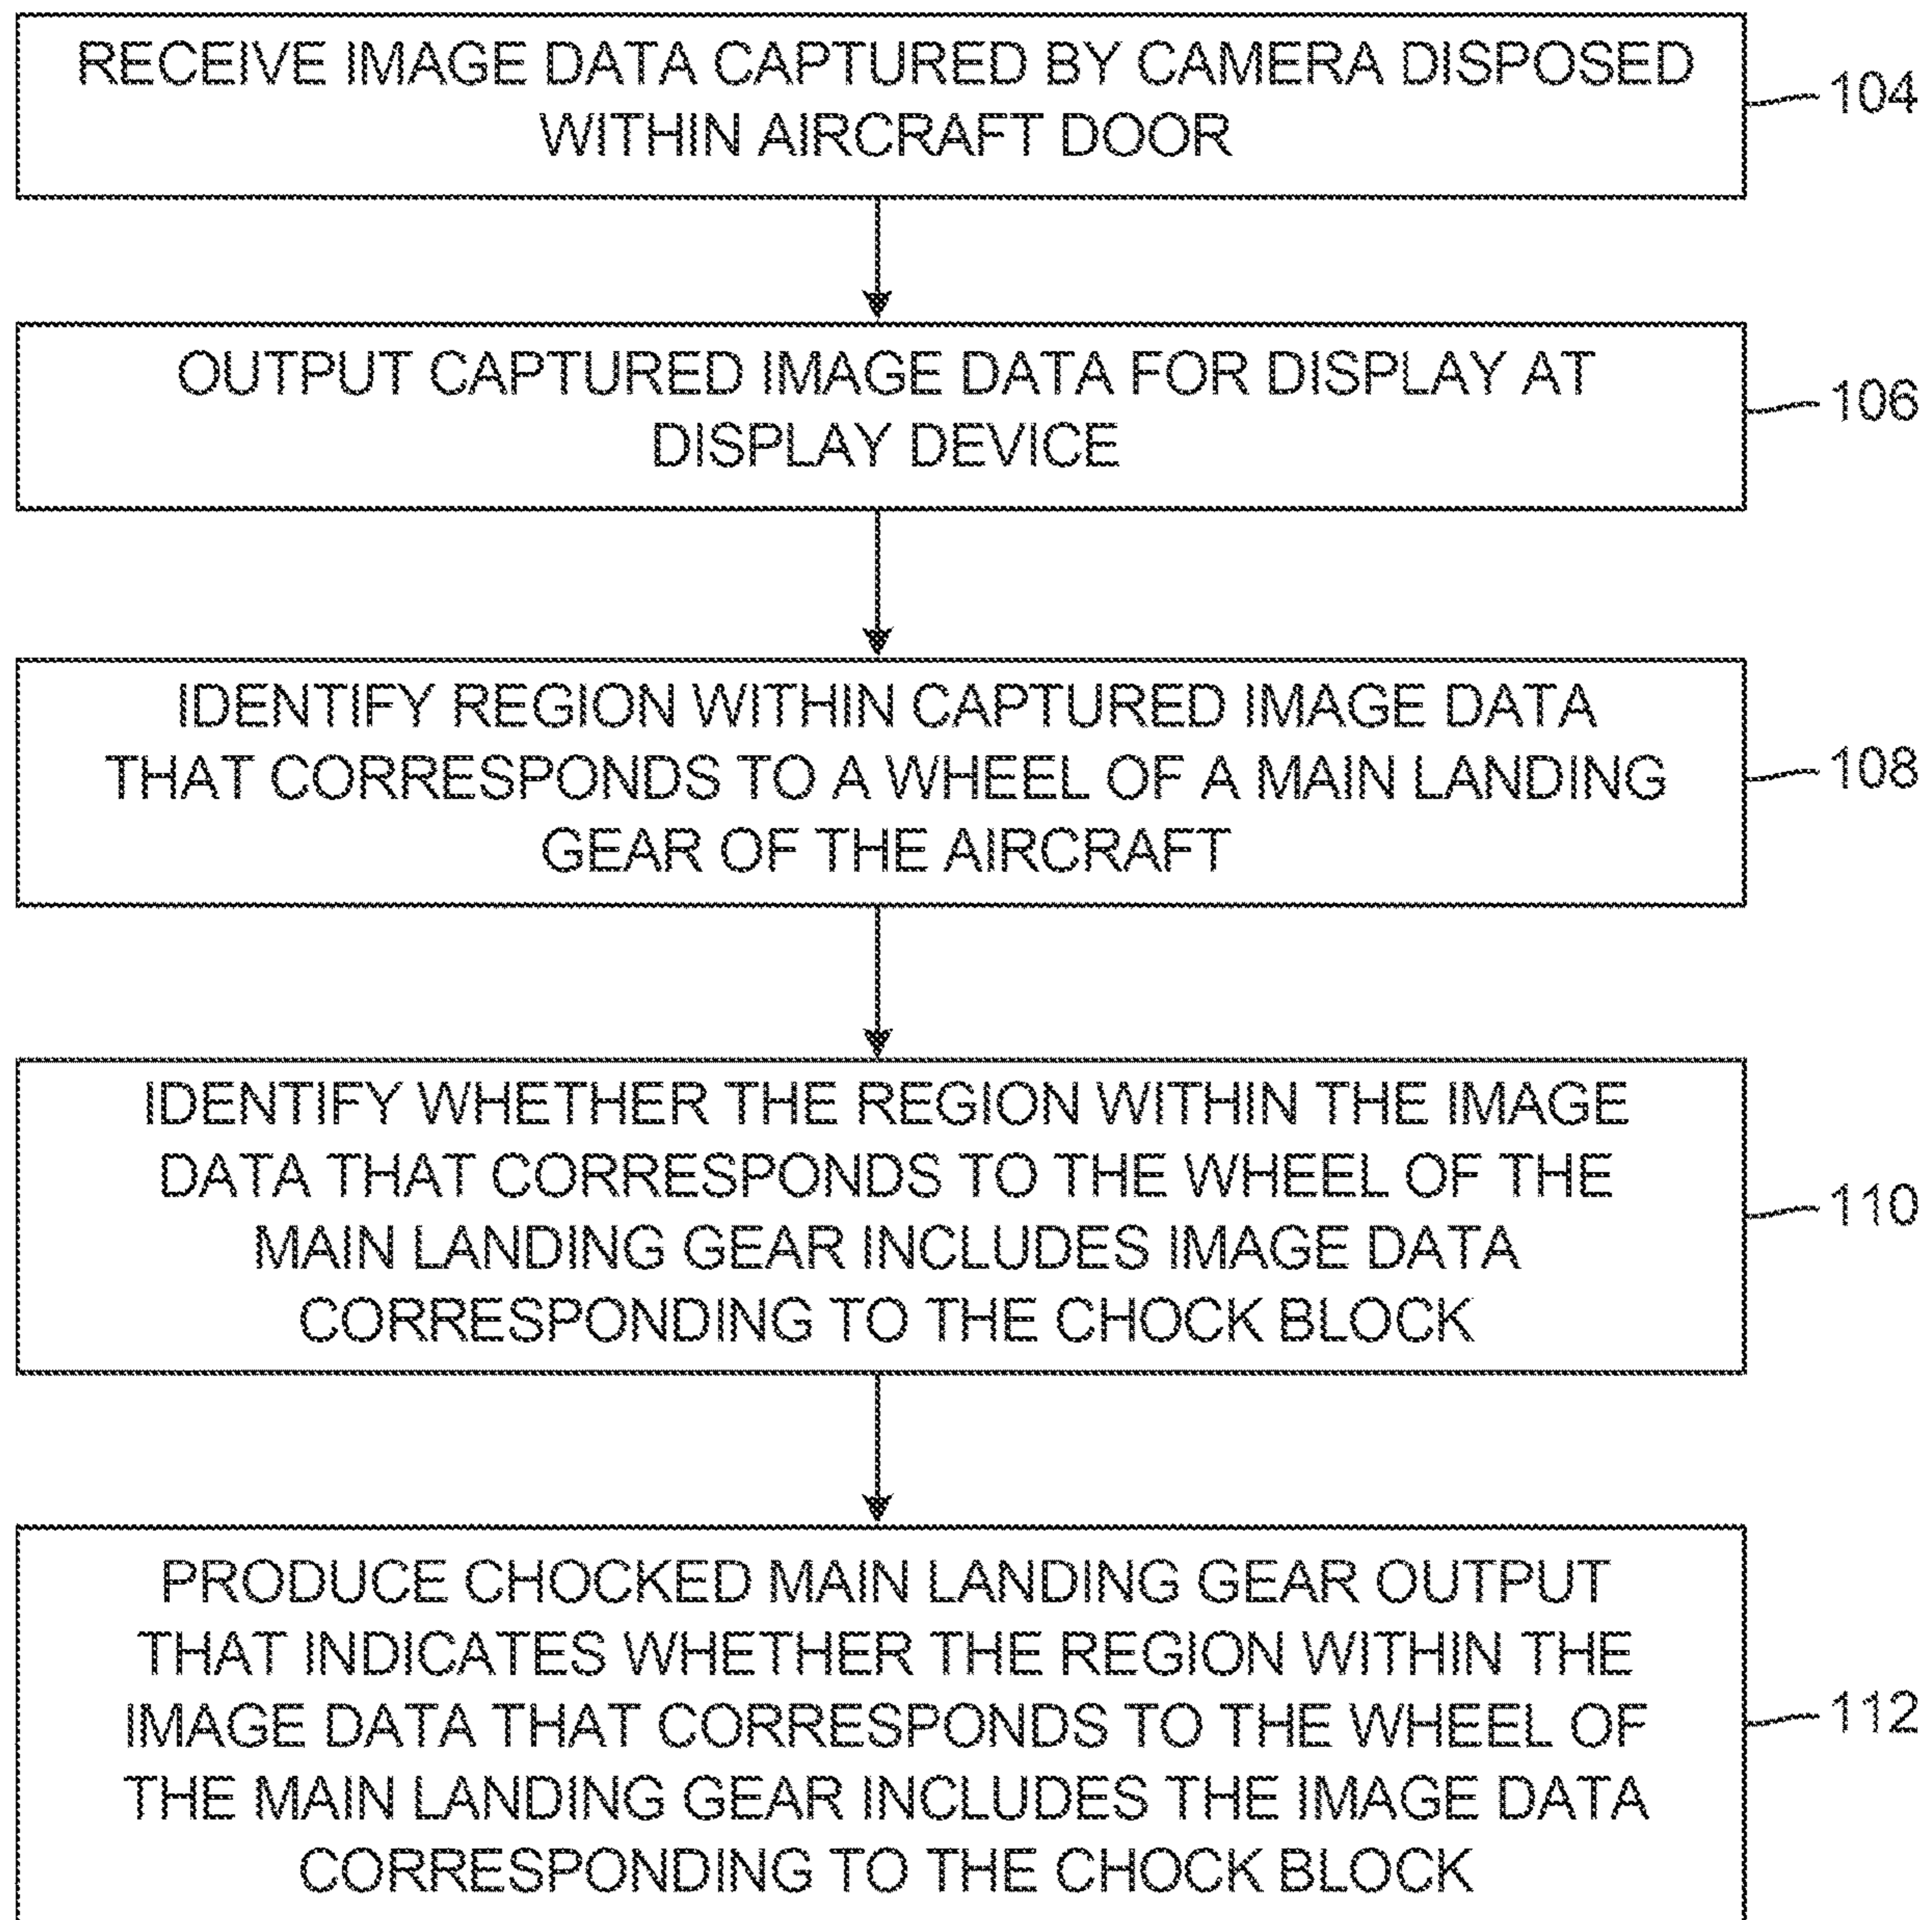 RECEIVE IMAGE DATA CAPTURED BY CAMERA DISPOSED
WITHIN AIRCRAFT DOOR
104
OUTPUT CAPTURED IMAGE DATA FOR DISPLAY AT
DISPLAY DEVICE
106
IDENTIFY REGION WITHIN CAPTURED IMAGE DATA
THAT CORRESPONDS TO A WHEEL OF A MAIN LANDING
GEAR OF THE AIRCRAFT
108
IDENTIFY WHETHER THE REGION WITHIN THE IMAGE
DATA THAT CORRESPONDS TO THE WHEEL OF THE
MAIN LANDING GEAR INCLUDES IMAGE DATA
CORRESPONDING TO THE CHOCK BLOCK
110
PRODUCE CHOCKED MAIN LANDING GEAR OUTPUT
THAT INDICATES WHETHER THE REGION WITHIN THE
IMAGE DATA THAT CORRESPONDS TO THE WHEEL OF
THE MAIN LANDING GEAR INCLUDES THE IMAGE DATA
CORRESPONDING TO THE CHOCK BLOCK
112